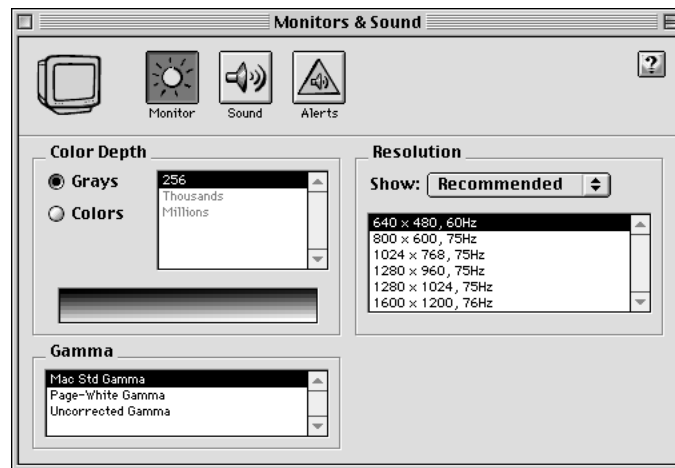 Monitors & Sound
?
Monitor
Sound
Alerts
Color Depth
Grays
Colors
256
Thousands
Millions
Resolution
Show: Recommended
640 x 480, 60Hz
800 x 600, 75Hz
1024 x 768, 75Hz
1280 x 960, 75Hz
1280 x 1024, 75Hz
1600 x 1200, 76Hz
Gamma
Mac Std Gamma
Page-White Gamma
Uncorrected Gamma